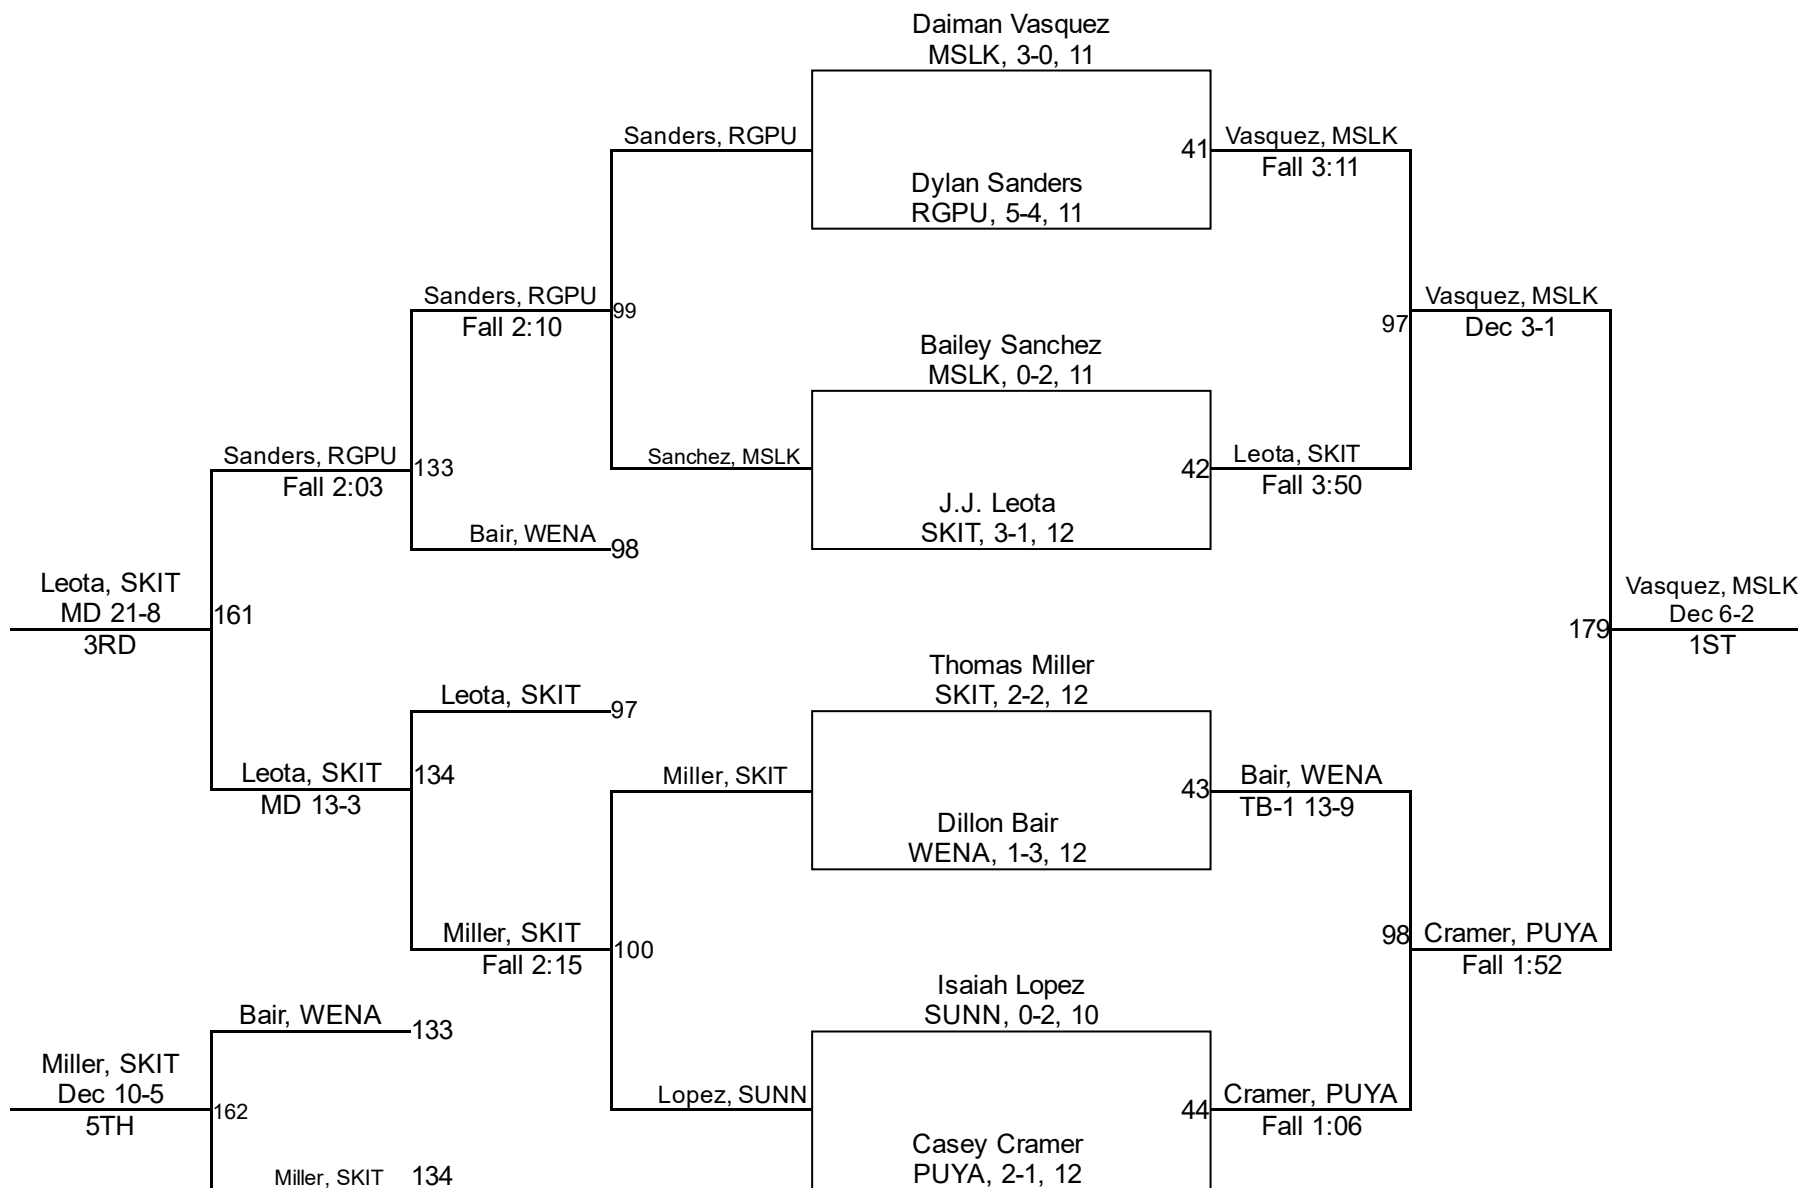 Daiman Vasquez
MSLK, 3-0, 11
Sanders, RGPU
41
Vasquez, MSLK
Fall 3:11
Dylan Sanders
RGPU, 5-4, 11
Sanders, RGPU
99
Fall 2:10
Vasquez, MSLK
97
Dec 3-1
Bailey Sanchez
MSLK, 0-2, 11
Sanders, RGPU
133
Fall 2:03
Sanchez, MSLK
42
Leota, SKIT
Fall 3:50
J.J. Leota
SKIT, 3-1, 12
Bair, WENA
98
Leota, SKIT
MD 21-8
161
3RD
Vasquez, MSLK
Dec 6-2
179
1ST
Thomas Miller
SKIT, 2-2, 12
Leota, SKIT
97
Leota, SKIT
134
MD 13-3
Miller, SKIT
43
Bair, WENA
TB-1 13-9
Dillon Bair
WENA, 1-3, 12
Miller, SKIT
100
Fall 2:15
98
Cramer, PUYA
Fall 1:52
Isaiah Lopez
SUNN, 0-2, 10
Bair, WENA
133
Miller, SKIT
Dec 10-5
162
5TH
Lopez, SUNN
44
Cramer, PUYA
Fall 1:06
Casey Cramer
PUYA, 2-1, 12
Miller, SKIT
134